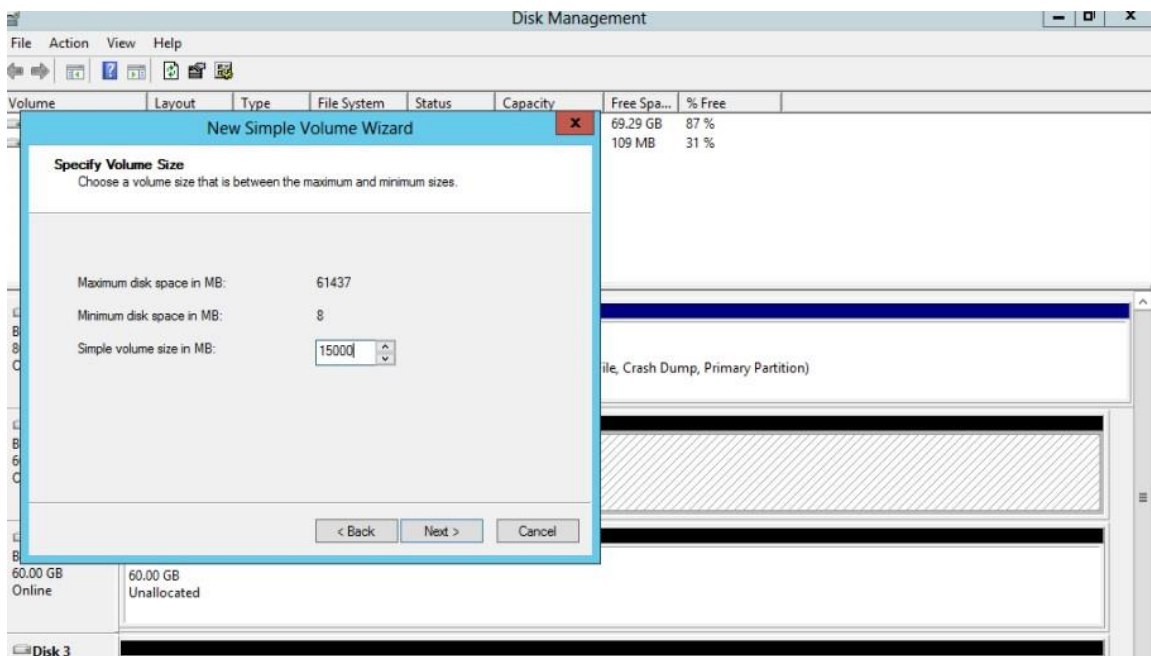 Disk Management
File Action View Help
Volume Layout Type File System Status Capacity Free Spa... % Free
69.29 GB 87 %
109 MB 31 %
New Simple Volume Wizard
Specify Volume Size
Choose a volume size that is between the maximum and minimum sizes.
Maximum disk space in MB: 61437
Minimum disk space in MB: 8
Simple volume size in MB: 15000
< Back Next > Cancel
ile, Crash Dump, Primary Partition)
60.00 GB
Online
60.00 GB
Unallocated
Disk 3